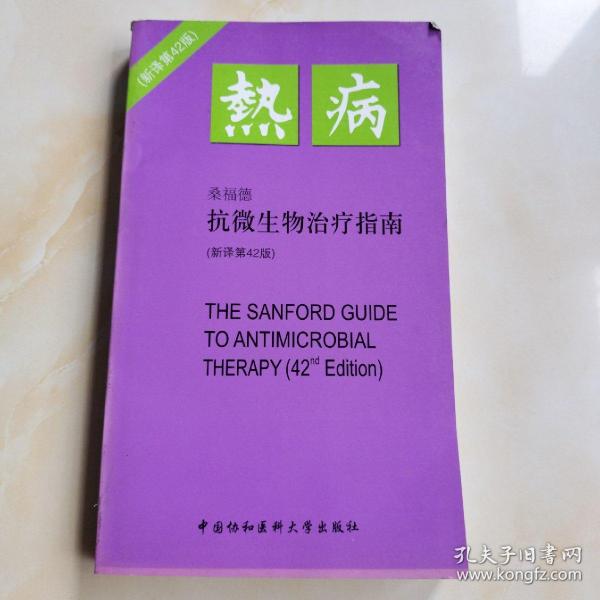 (新译第42版)
熱病
桑福德
抗微生物治疗指南
(新译第42版)
THE SANFORD GUIDE
TO ANTIMICROBIAL
THERAPY (42nd Edition)
中国协和医科大学出版社
孔夫子旧书网
www.kongfz.com